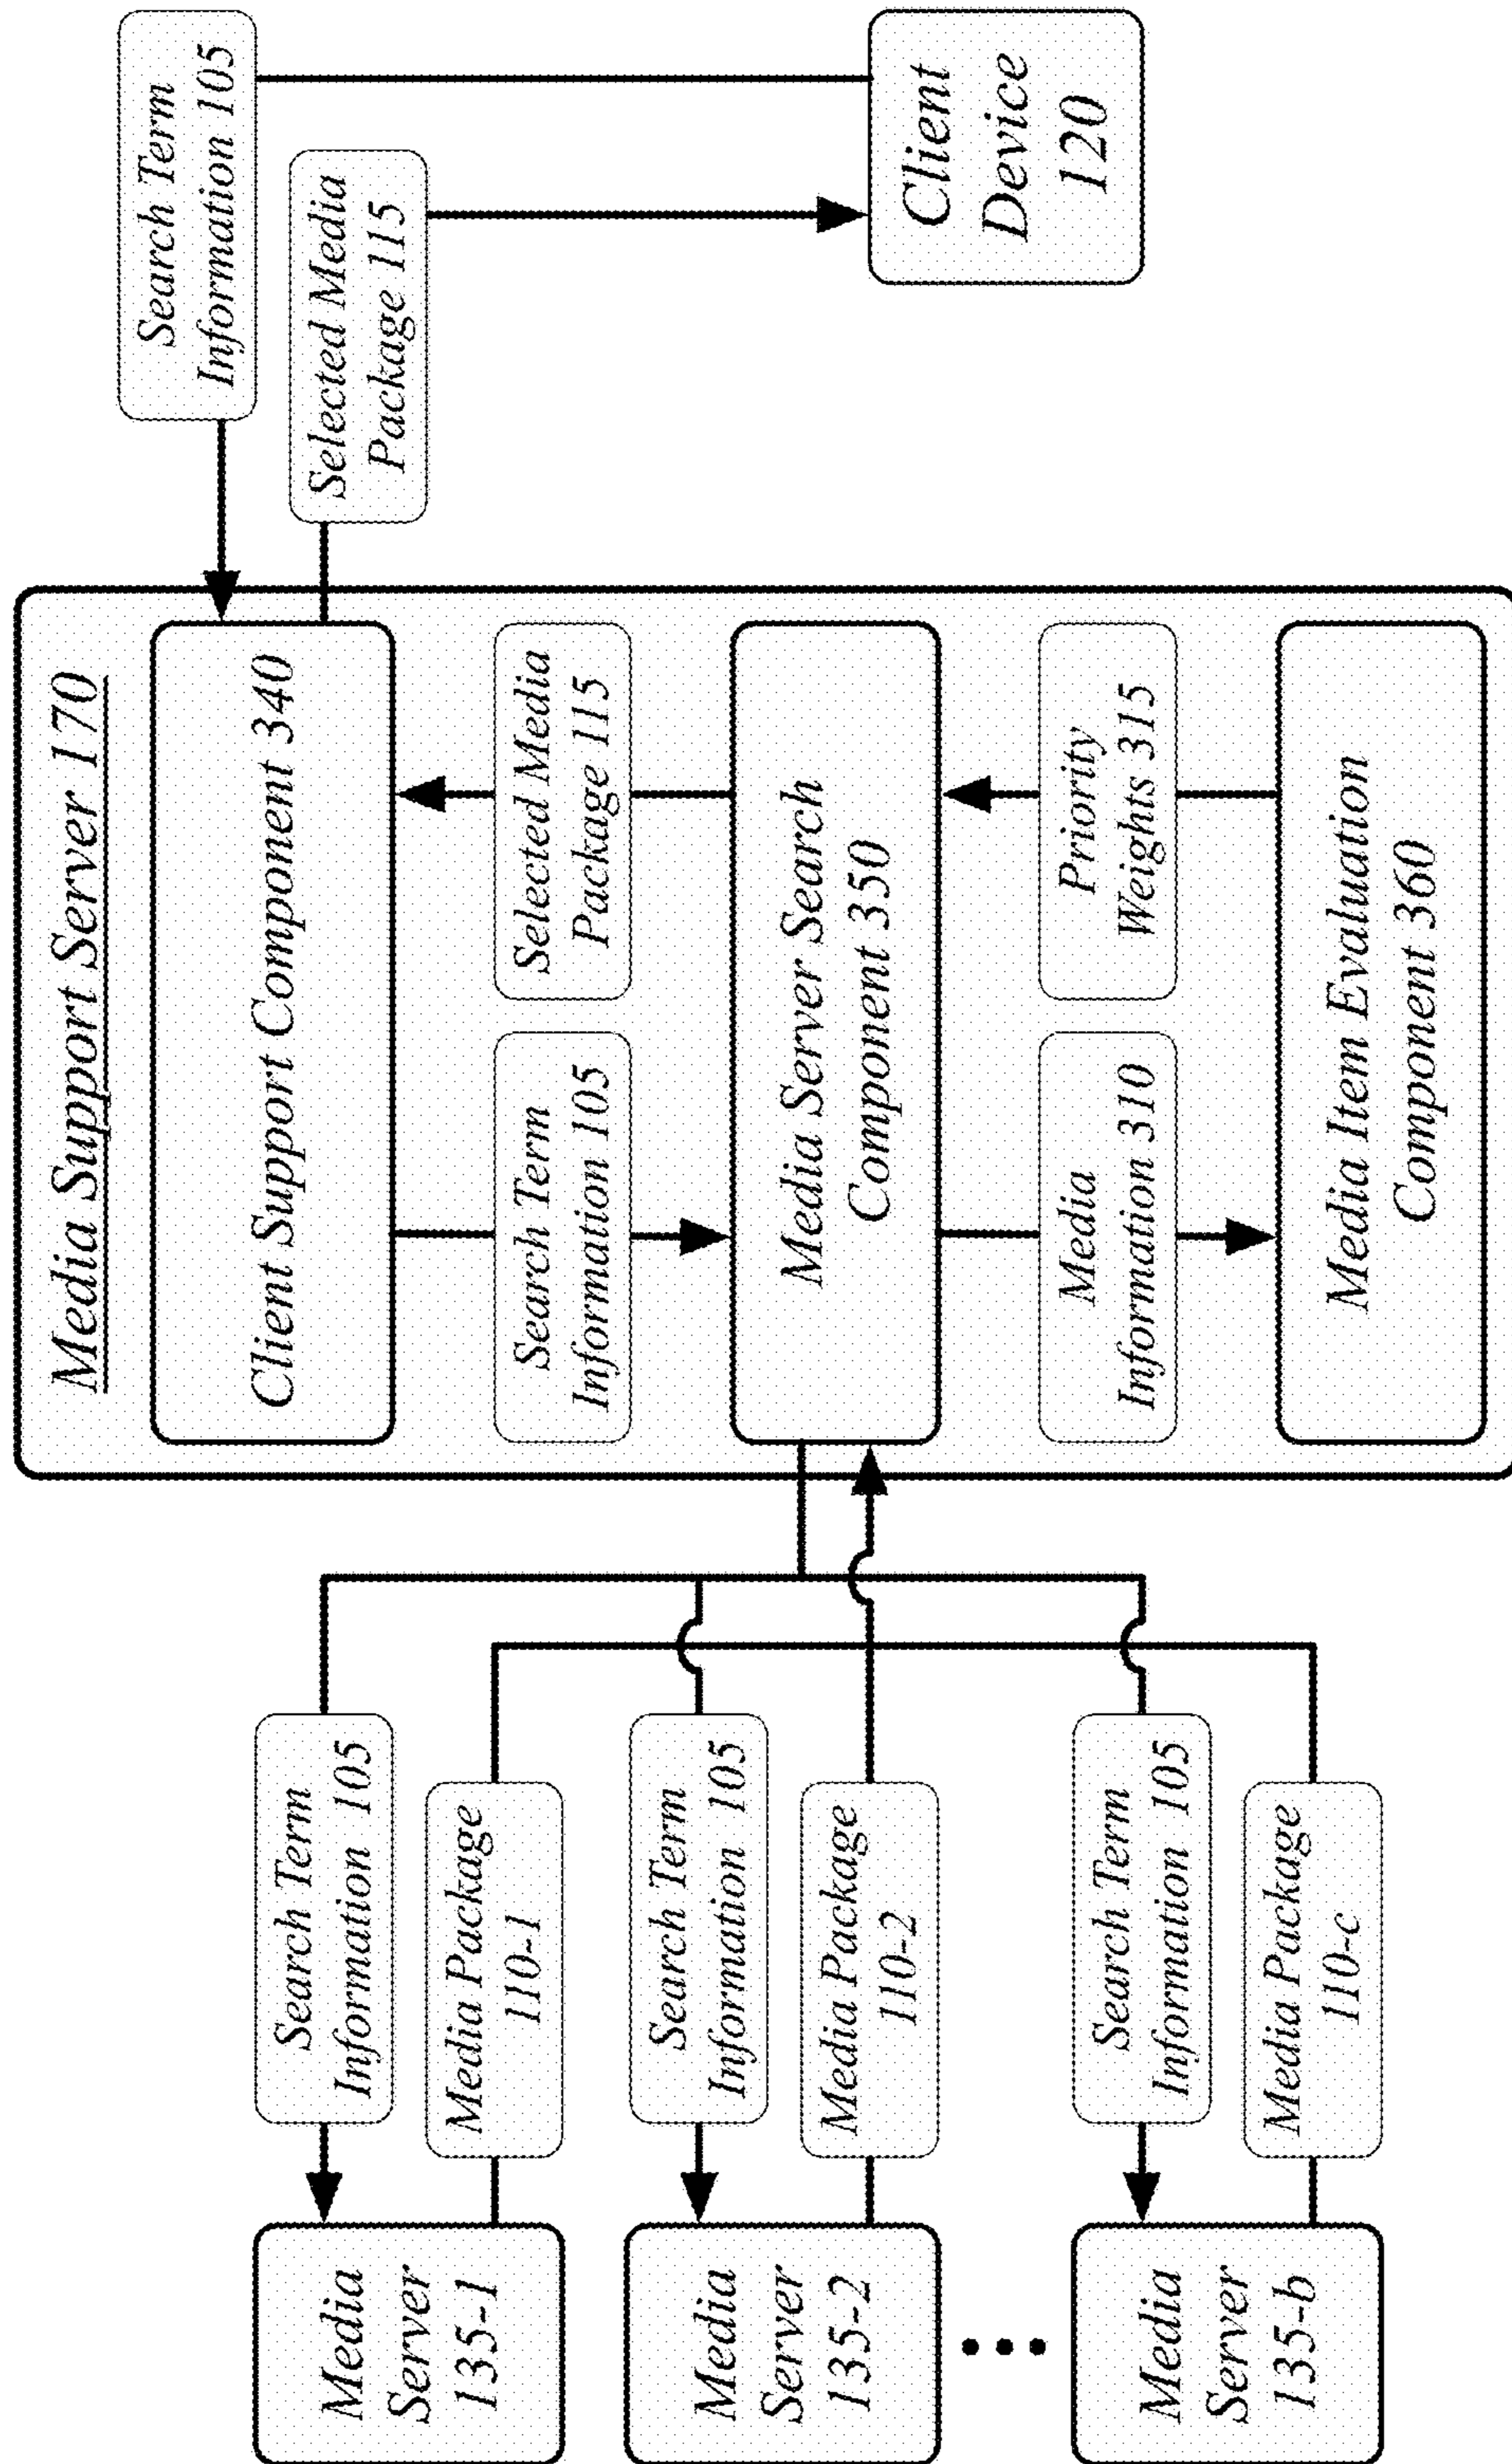 Media
Server
135-1
Search Term
Information 105
Media Package
110-1
Media
Server
135-2
Search Term
Information 105
Media Package
110-2
Media
Server
135-b
Search Term
Information 105
Media Package
110-c
Media Support Server 170
Client Support Component 340
Search Term
Information 105
Selected Media
Package 115
Media Server Search
Component 350
Media
Information 310
Priority
Weights 315
Media Item Evaluation
Component 360
Search Term
Information 105
Selected Media
Package 115
Client
Device
120